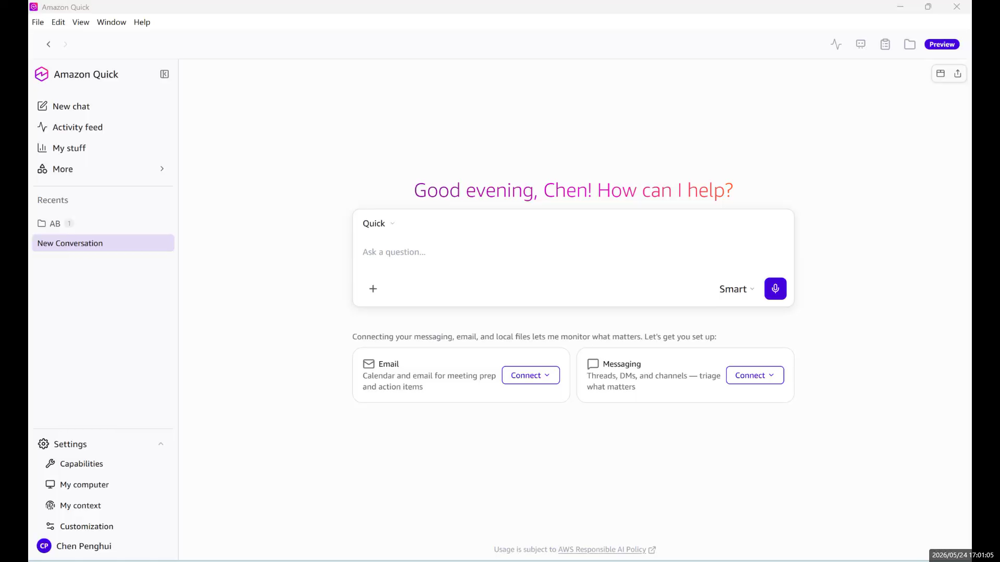 Amazon Quick
File Edit View Window Help
Preview
Amazon Quick
New chat
Activity feed
My stuff
More
Recents
AB 1
New Conversation
Good evening, Chen! How can I help?
Quick
Ask a question...
Smart
Connecting your messaging, email, and local files lets me monitor what matters. Let's get you set up:
Email
Calendar and email for meeting prep
and action items
Connect
Messaging
Threads, DMs, and channels — triage
what matters
Connect
Settings
Capabilities
My computer
My context
Customization
CP Chen Penghui
Usage is subject to AWS Responsible AI Policy
2026/05/24 17:01:05